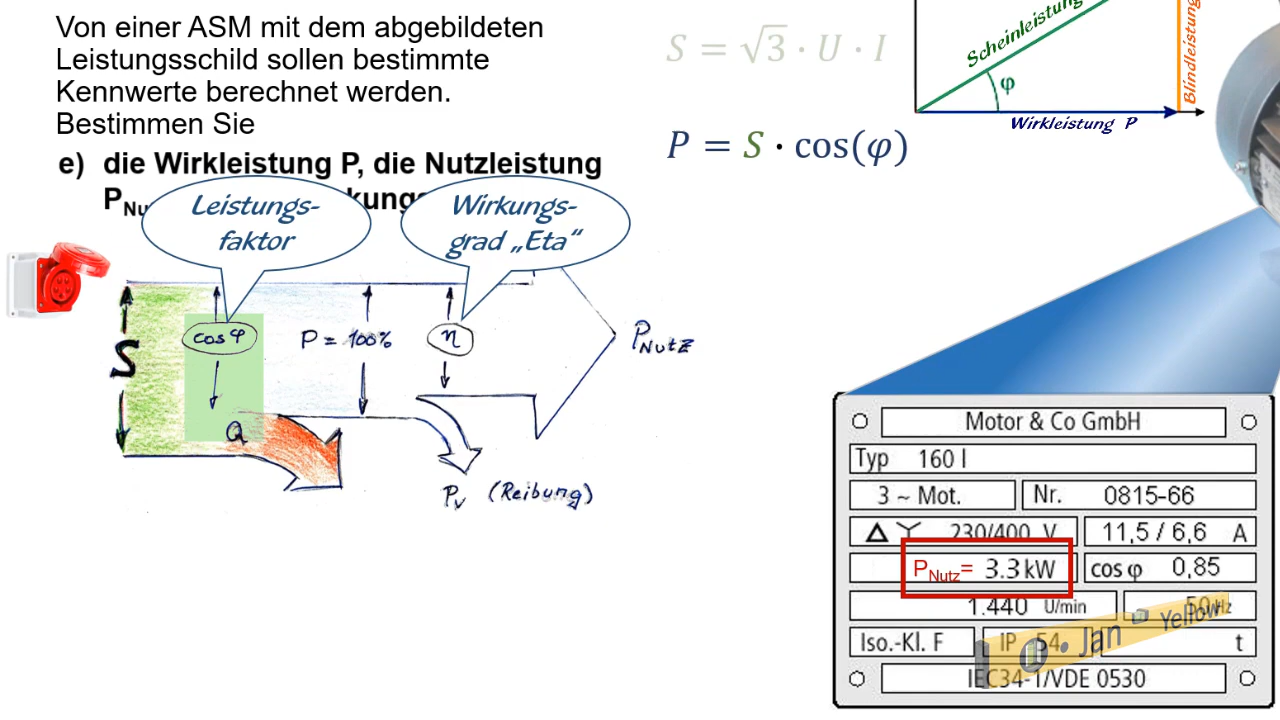 Von einer ASM mit dem abgebildeten
Leistungsschild sollen bestimmte
Kennwerte berechnet werden.
Bestimmen Sie
e) die Wirkleistung P, die Nutzleistung
P
S = √3 · U · I
P = S · cos(φ)
Scheinleistung
φ
Blindleistung
Wirkleistung P
Leistungs-
faktor
Wirkungs-
grad „Eta“
S
cos φ
P = 100%
η
P Nutz
Q
Pv (Reibung)
Motor & Co GmbH
Typ 160 l
3 ~ Mot.
Nr. 0815-66
Δ Y 230/400 V
11,5 / 6,6 A
PNutz= 3.3 kW
cos φ 0,85
1.440 U/min
50 Hz
Iso.-Kl. F
IP 54
t
IEC34-1/VDE 0530
Jan Yellow